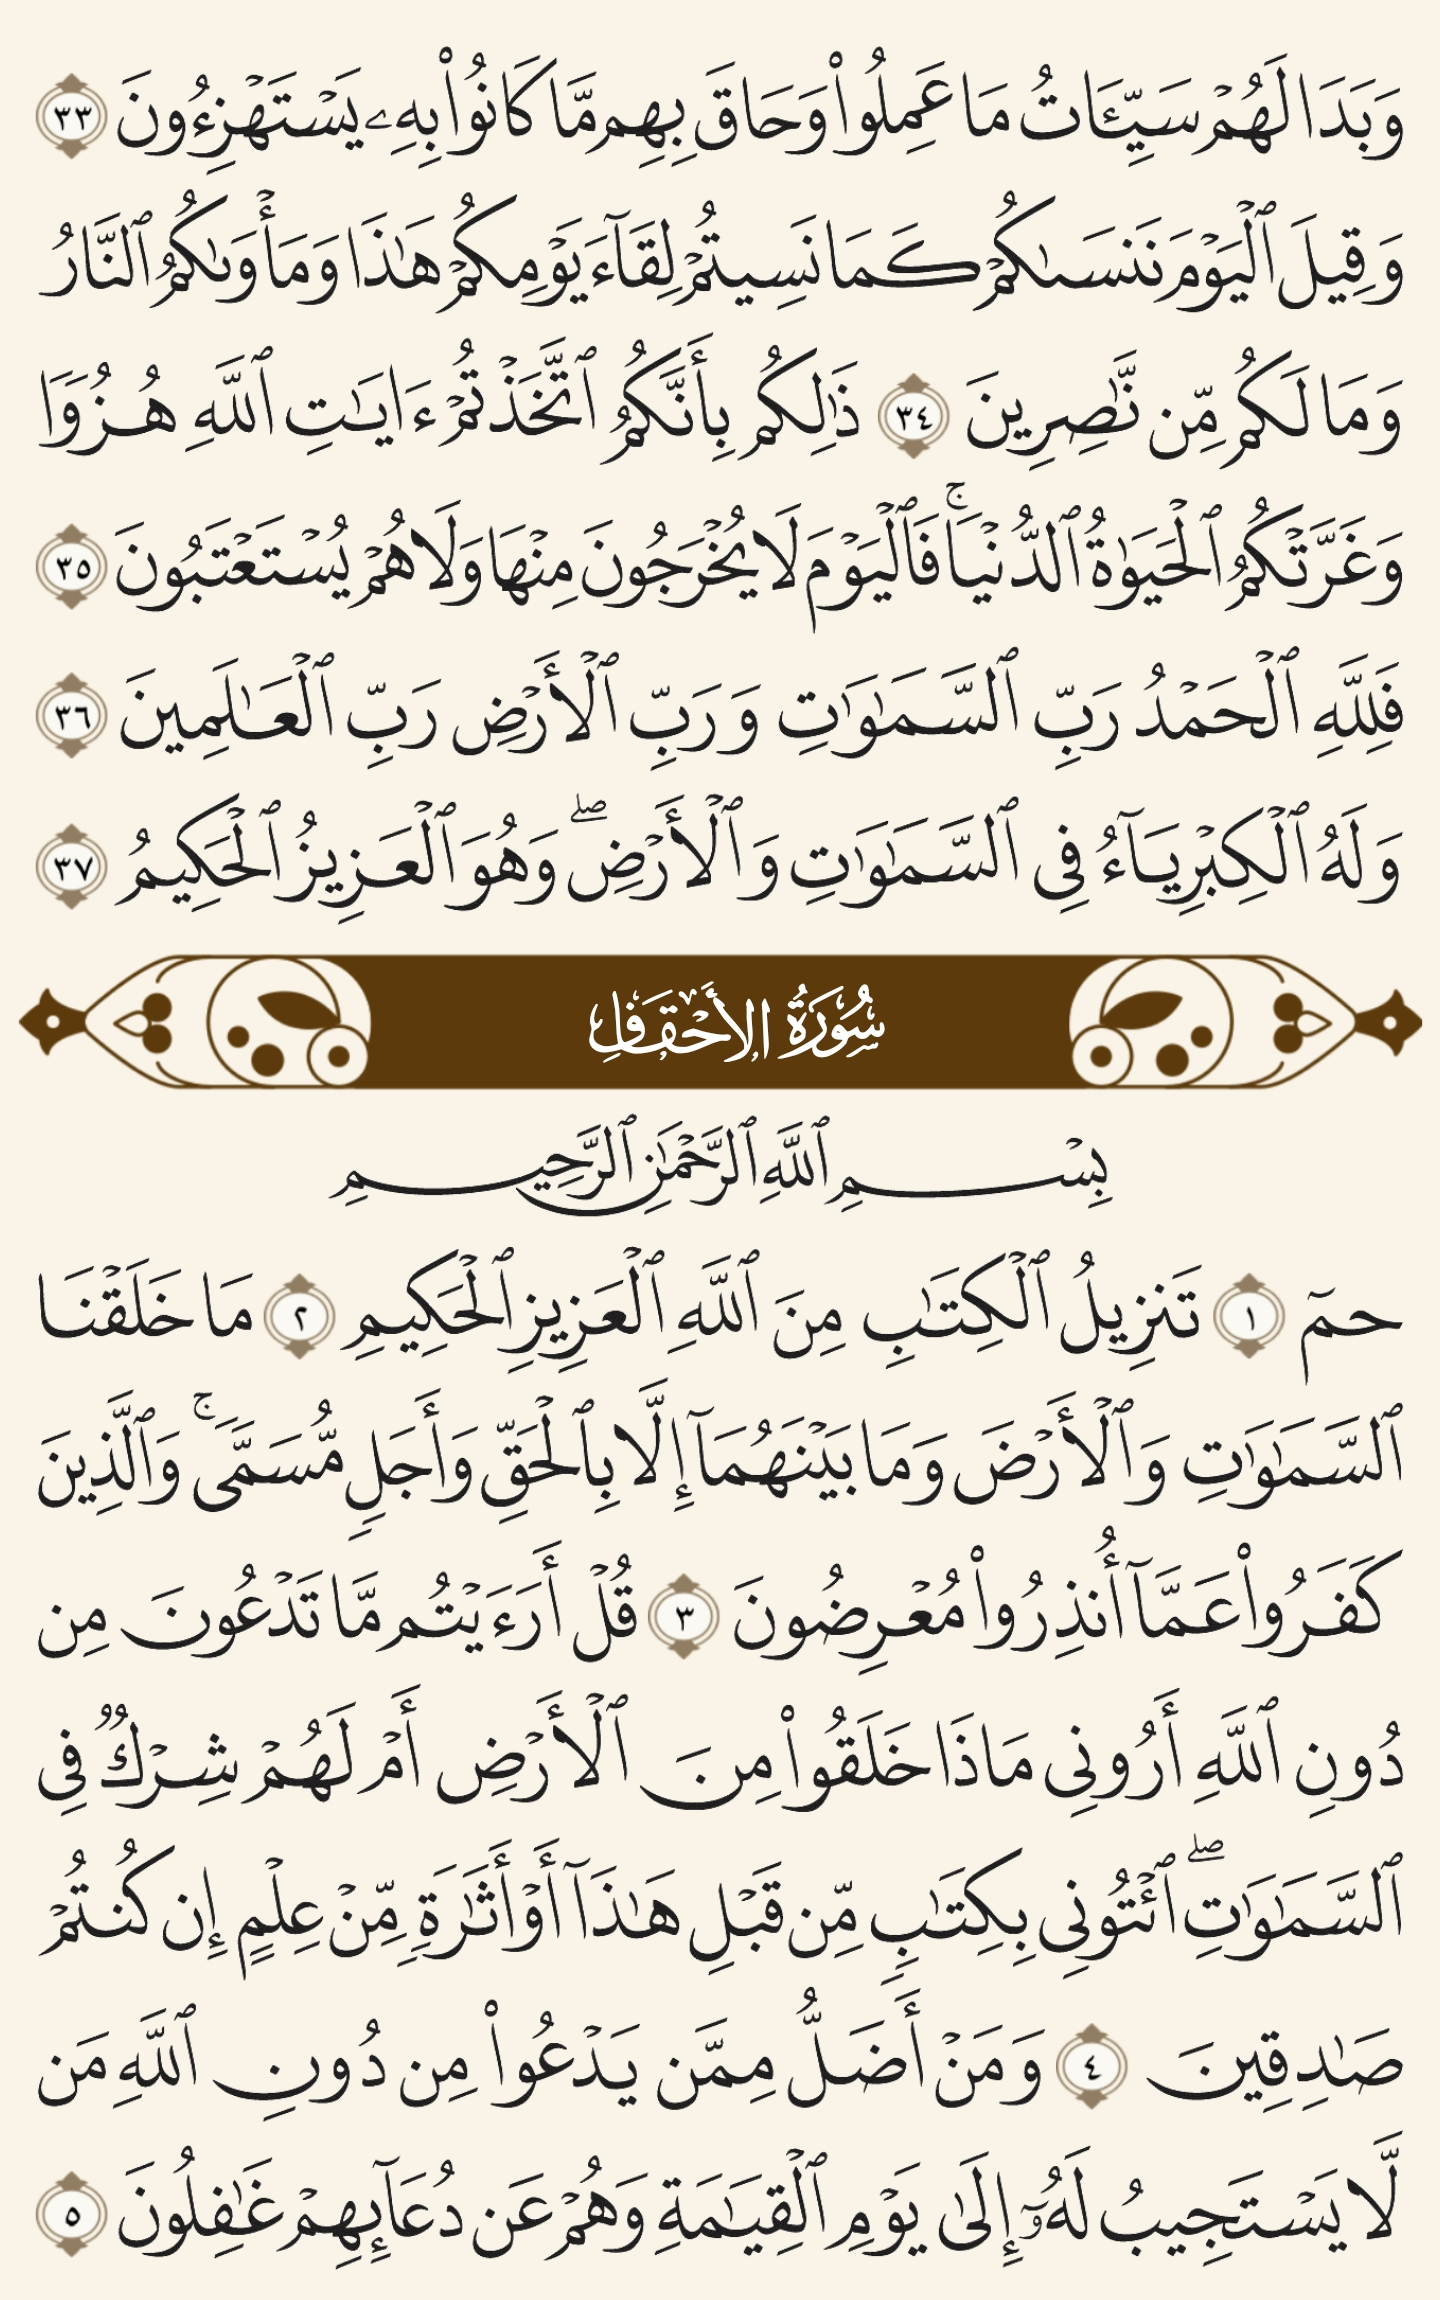 وَبَدَا لَهُمْ سَيِّـَٔاتُ مَا عَمِلُوا۟ وَحَاقَ بِهِم مَّا كَانُوا۟ بِهِۦ يَسْتَهْزِءُونَ ٣٣
وَقِيلَ ٱلْيَوْمَ نَنسَىٰكُمْ كَمَا نَسِيتُمْ لِقَآءَ يَوْمِكُمْ هَـٰذَا وَمَأْوَىٰكُمُ ٱلنَّارُ
وَمَا لَكُم مِّن نَّـٰصِرِينَ ٣٤ ذَٰلِكُم بِأَنَّكُمُ ٱتَّخَذْتُمْ ءَايَـٰتِ ٱللَّهِ هُزُوًا
وَغَرَّتْكُمُ ٱلْحَيَوٰةُ ٱلدُّنْيَا ۚ فَٱلْيَوْمَ لَا يُخْرَجُونَ مِنْهَا وَلَا هُمْ يُسْتَعْتَبُونَ ٣٥
فَلِلَّهِ ٱلْحَمْدُ رَبِّ ٱلسَّمَـٰوَٰتِ وَرَبِّ ٱلْأَرْضِ رَبِّ ٱلْعَـٰلَمِينَ ٣٦
وَلَهُ ٱلْكِبْرِيَآءُ فِى ٱلسَّمَـٰوَٰتِ وَٱلْأَرْضِ ۖ وَهُوَ ٱلْعَزِيزُ ٱلْحَكِيمُ ٣٧
سُورَةُ الأَحْقَافِ
بِسْمِ ٱللَّهِ ٱلرَّحْمَـٰنِ ٱلرَّحِيمِ
حمٓ ١ تَنزِيلُ ٱلْكِتَـٰبِ مِنَ ٱللَّهِ ٱلْعَزِيزِ ٱلْحَكِيمِ ٢ مَا خَلَقْنَا
ٱلسَّمَـٰوَٰتِ وَٱلْأَرْضَ وَمَا بَيْنَهُمَآ إِلَّا بِٱلْحَقِّ وَأَجَلٍ مُّسَمًّى ۚ وَٱلَّذِينَ
كَفَرُوا۟ عَمَّآ أُنذِرُوا۟ مُعْرِضُونَ ٣ قُلْ أَرَءَيْتُم مَّا تَدْعُونَ مِن
دُونِ ٱللَّهِ أَرُونِى مَاذَا خَلَقُوا۟ مِنَ ٱلْأَرْضِ أَمْ لَهُمْ شِرْكٌ فِى
ٱلسَّمَـٰوَٰتِ ۖ ٱئْتُونِى بِكِتَـٰبٍ مِّن قَبْلِ هَـٰذَآ أَوْ أَثَـٰرَةٍ مِّنْ عِلْمٍ إِن كُنتُمْ
صَـٰدِقِينَ ٤ وَمَنْ أَضَلُّ مِمَّن يَدْعُوا۟ مِن دُونِ ٱللَّهِ مَن
لَّا يَسْتَجِيبُ لَهُۥٓ إِلَىٰ يَوْمِ ٱلْقِيَـٰمَةِ وَهُمْ عَن دُعَآئِهِمْ غَـٰفِلُونَ ٥